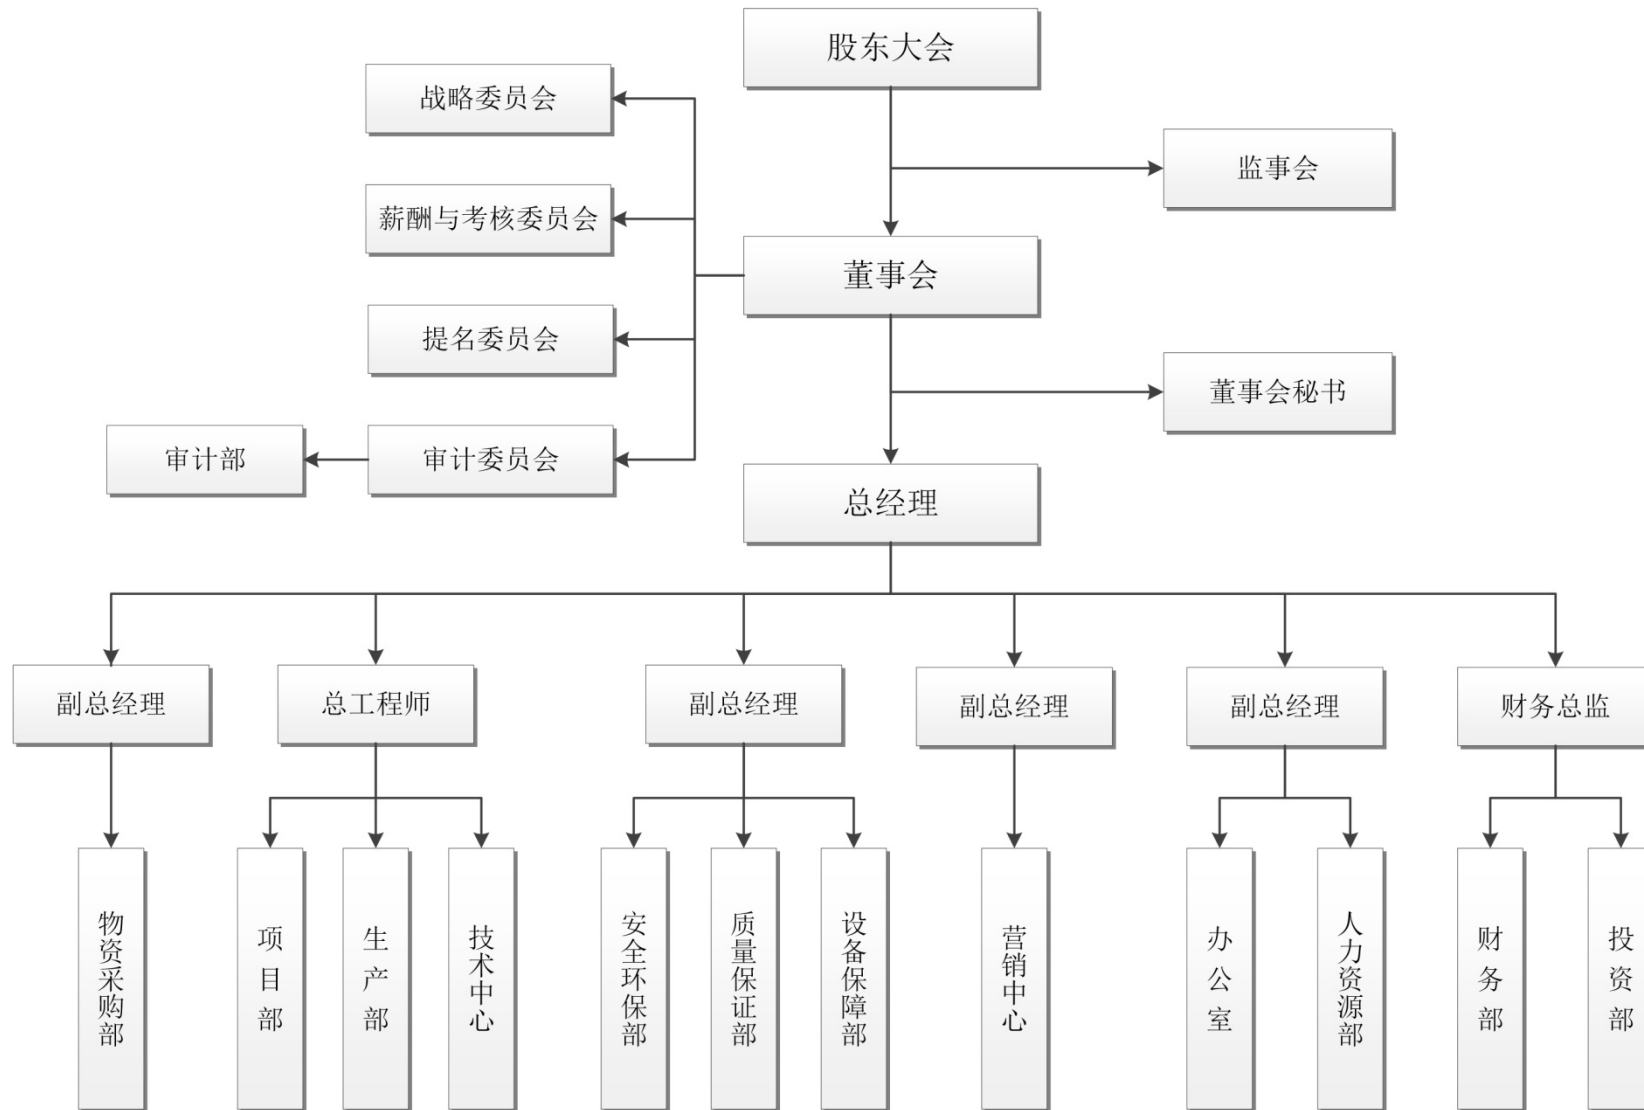 股东大会
战略委员会
监事会
薪酬与考核委员会
董事会
提名委员会
董事会秘书
审计部
审计委员会
总经理
副总经理
总工程师
副总经理
副总经理
副总经理
财务总监
物资采购部
项目部
生产部
技术中心
安全环保部
质量保证部
设备保障部
营销中心
办公室
人力资源部
财务部
投资部